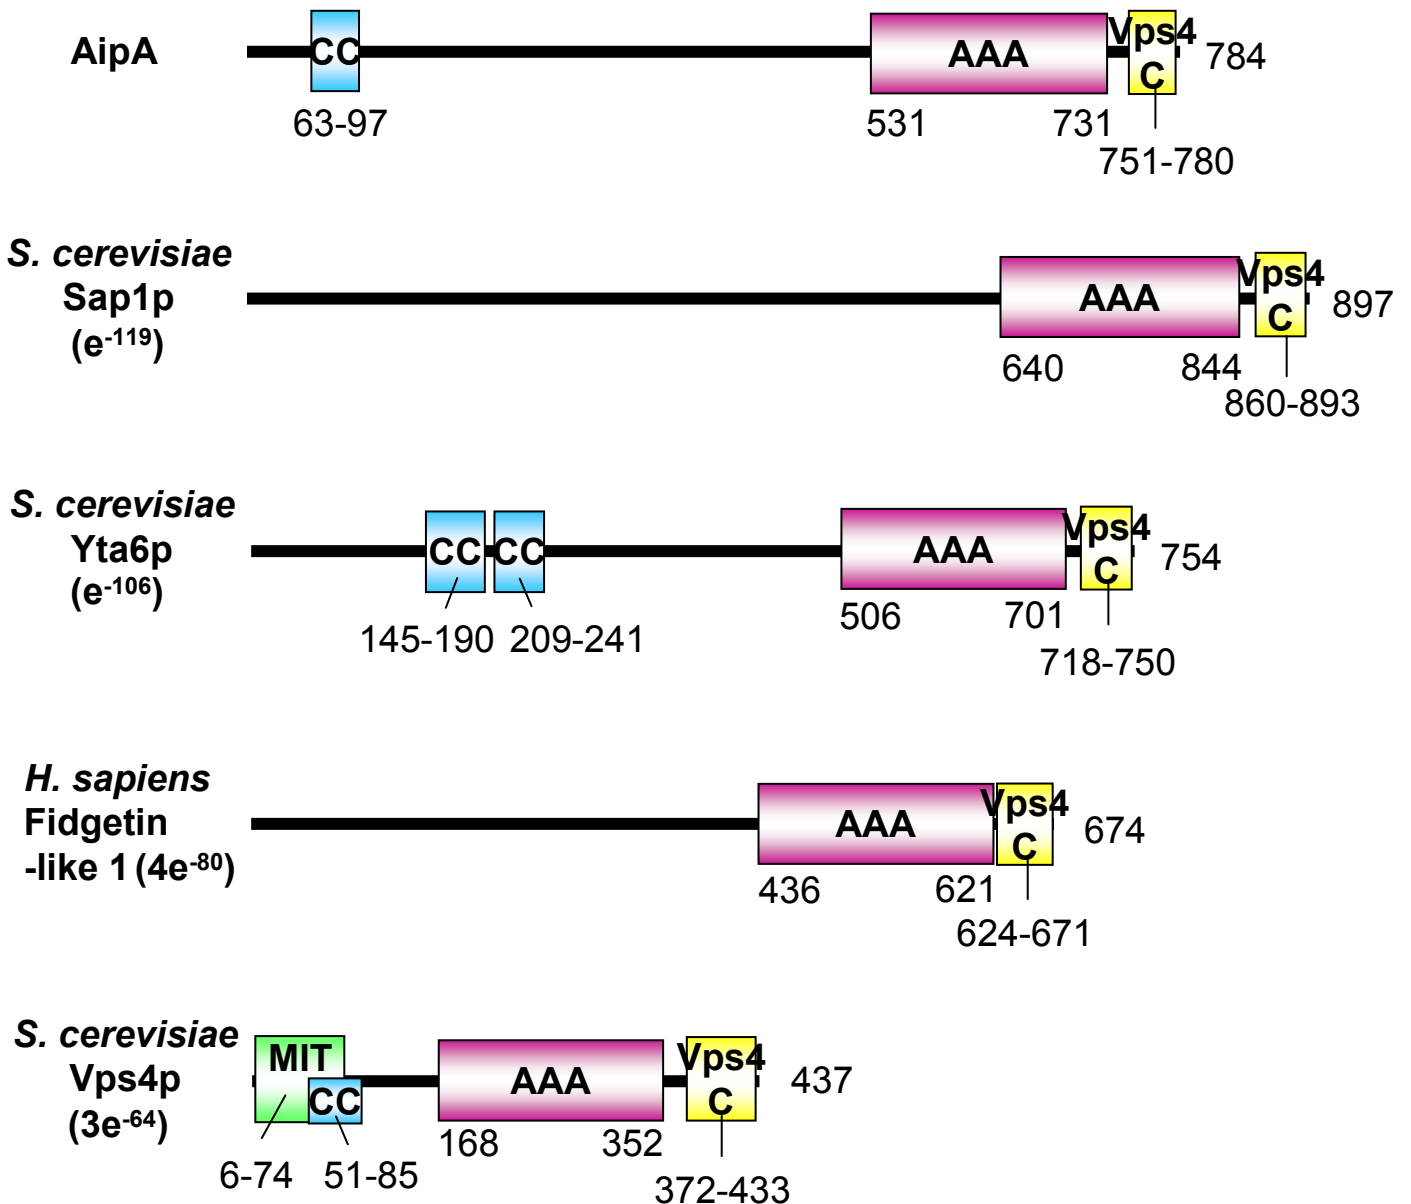 AipA
CC
AAA
Vps4
C
784
63-97
531
731
751-780
S. cerevisiae
Sap1p
(e-119)
AAA
Vps4
C
897
640
844
860-893
S. cerevisiae
Yta6p
(e-106)
CC
CC
AAA
Vps4
C
754
145-190
209-241
506
701
718-750
H. sapiens
Fidgetin
-like 1 (4e-80)
AAA
Vps4
C
674
436
621
624-671
S. cerevisiae
Vps4p
(3e-64)
MIT
CC
AAA
Vps4
C
437
6-74
51-85
168
352
372-433